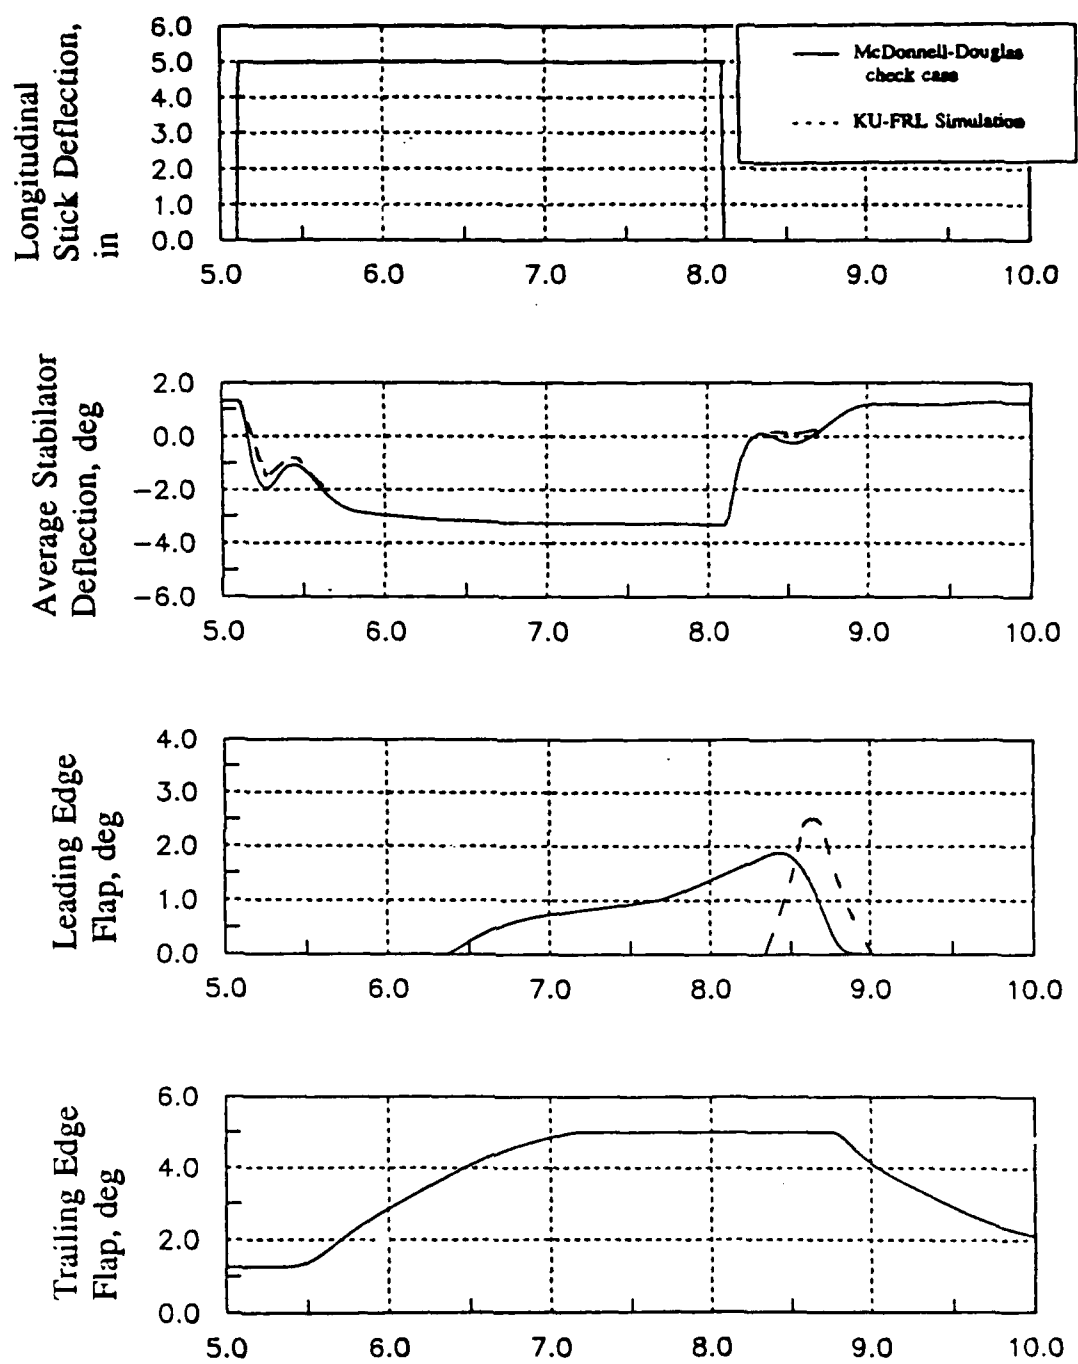 Longitudinal
Stick Deflection,
in
6.0
5.0
4.0
3.0
2.0
1.0
0.0
5.0 6.0 7.0 8.0 9.0 10.0
McDonnell-Douglas
check case
KU-FRL Simulation
Average Stabilator
Deflection, deg
2.0
0.0
−2.0
−4.0
−6.0
5.0 6.0 7.0 8.0 9.0 10.0
Leading Edge
Flap, deg
4.0
3.0
2.0
1.0
0.0
5.0 6.0 7.0 8.0 9.0 10.0
Trailing Edge
Flap, deg
6.0
4.0
2.0
0.0
5.0 6.0 7.0 8.0 9.0 10.0